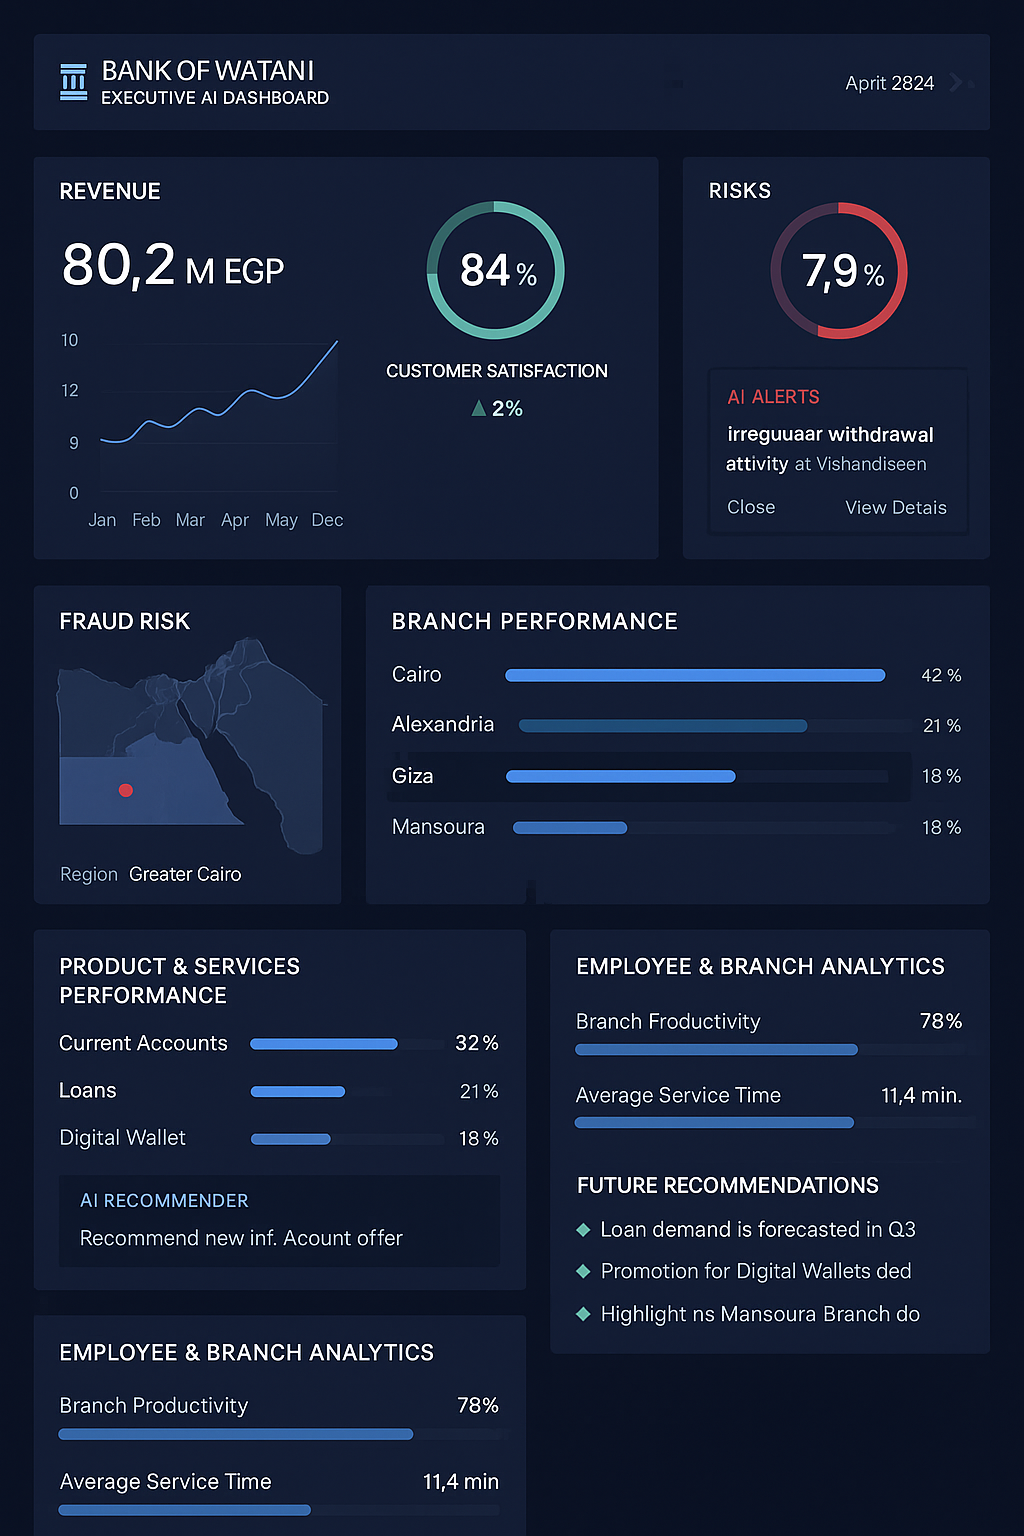 BANK OF WATANI
EXECUTIVE AI DASHBOARD
Aprit 2824
REVENUE
80,2 M EGP
10
12
9
0
Jan Feb Mar Apr May Dec
84 %
CUSTOMER SATISFACTION
▲ 2%
RISKS
7,9 %
AI ALERTS
irreguuaar withdrawal
attivity at Vishandiseen
Close View Detais
FRAUD RISK
Region Greater Cairo
BRANCH PERFORMANCE
Cairo 42 %
Alexandria 21 %
Giza 18 %
Mansoura 18 %
PRODUCT & SERVICES
PERFORMANCE
Current Accounts 32 %
Loans 21 %
Digital Wallet 18 %
AI RECOMMENDER
Recommend new inf. Acount offer
EMPLOYEE & BRANCH ANALYTICS
Branch Froductivity 78%
Average Service Time 11,4 min.
FUTURE RECOMMENDATIONS
◆ Loan demand is forecasted in Q3
◆ Promotion for Digital Wallets ded
◆ Highlight ns Mansoura Branch do
EMPLOYEE & BRANCH ANALYTICS
Branch Productivity 78%
Average Service Time 11,4 min